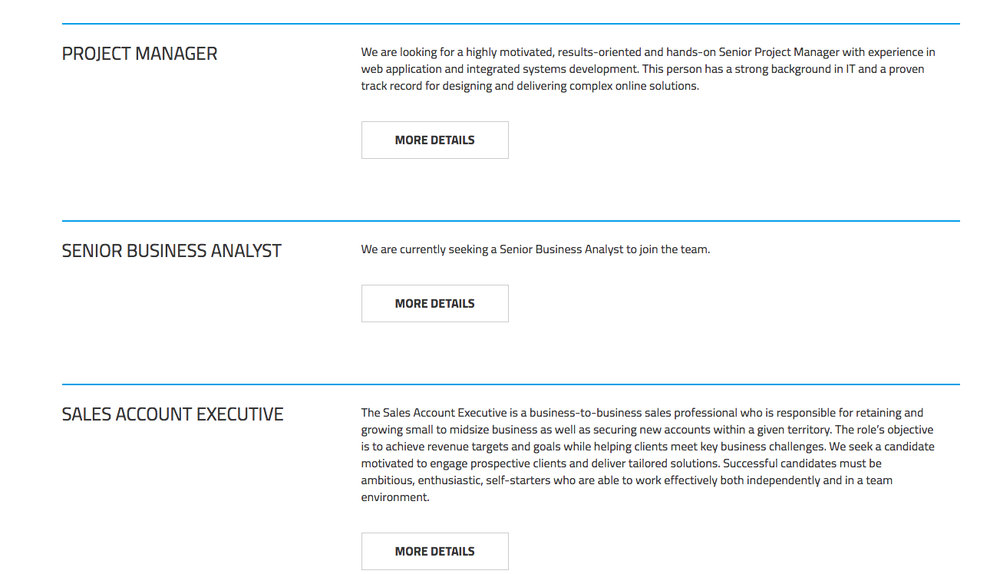 PROJECT MANAGER
We are looking for a highly motivated, results-oriented and hands-on Senior Project Manager with experience in
web application and integrated systems development. This person has a strong background in IT and a proven
track record for designing and delivering complex online solutions.
MORE DETAILS
SENIOR BUSINESS ANALYST
We are currently seeking a Senior Business Analyst to join the team.
MORE DETAILS
SALES ACCOUNT EXECUTIVE
The Sales Account Executive is a business-to-business sales professional who is responsible for retaining and
growing small to midsize business as well as securing new accounts within a given territory. The role’s objective
is to achieve revenue targets and goals while helping clients meet key business challenges. We seek a candidate
motivated to engage prospective clients and deliver tailored solutions. Successful candidates must be
ambitious, enthusiastic, self-starters who are able to work effectively both independently and in a team
environment.
MORE DETAILS